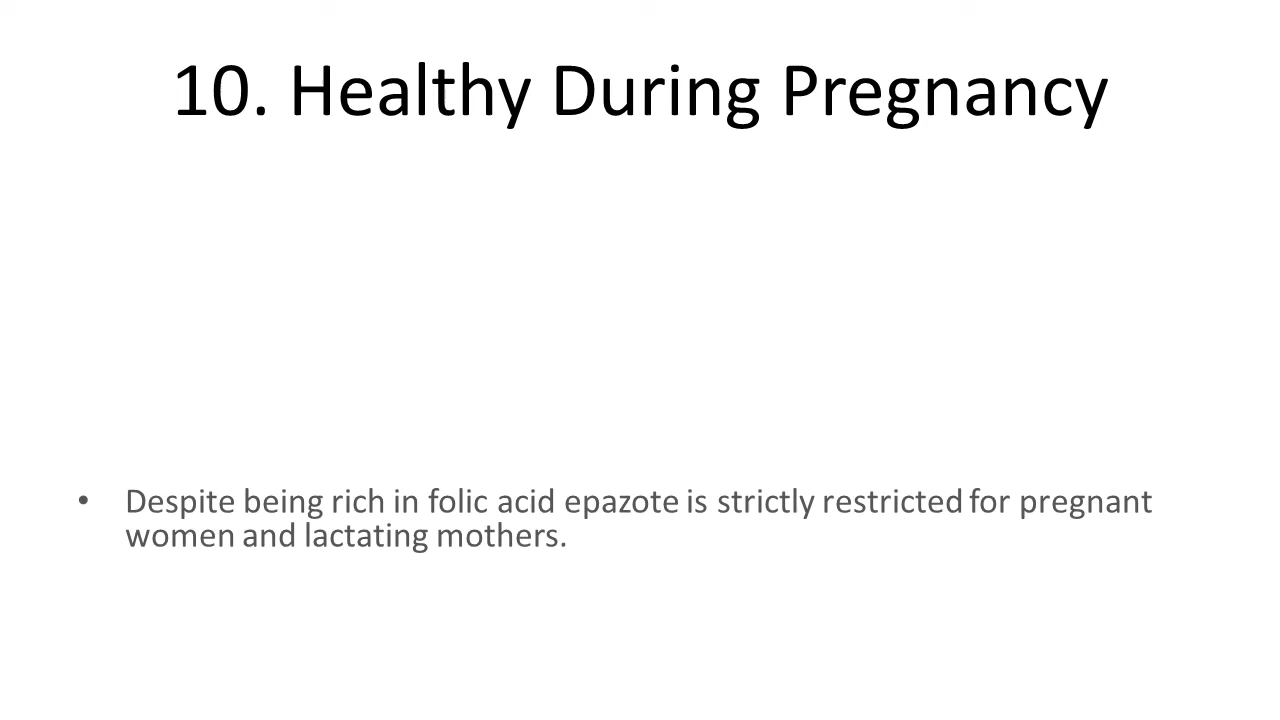 10. Healthy During Pregnancy
• Despite being rich in folic acid epazote is strictly restricted for pregnant
women and lactating mothers.